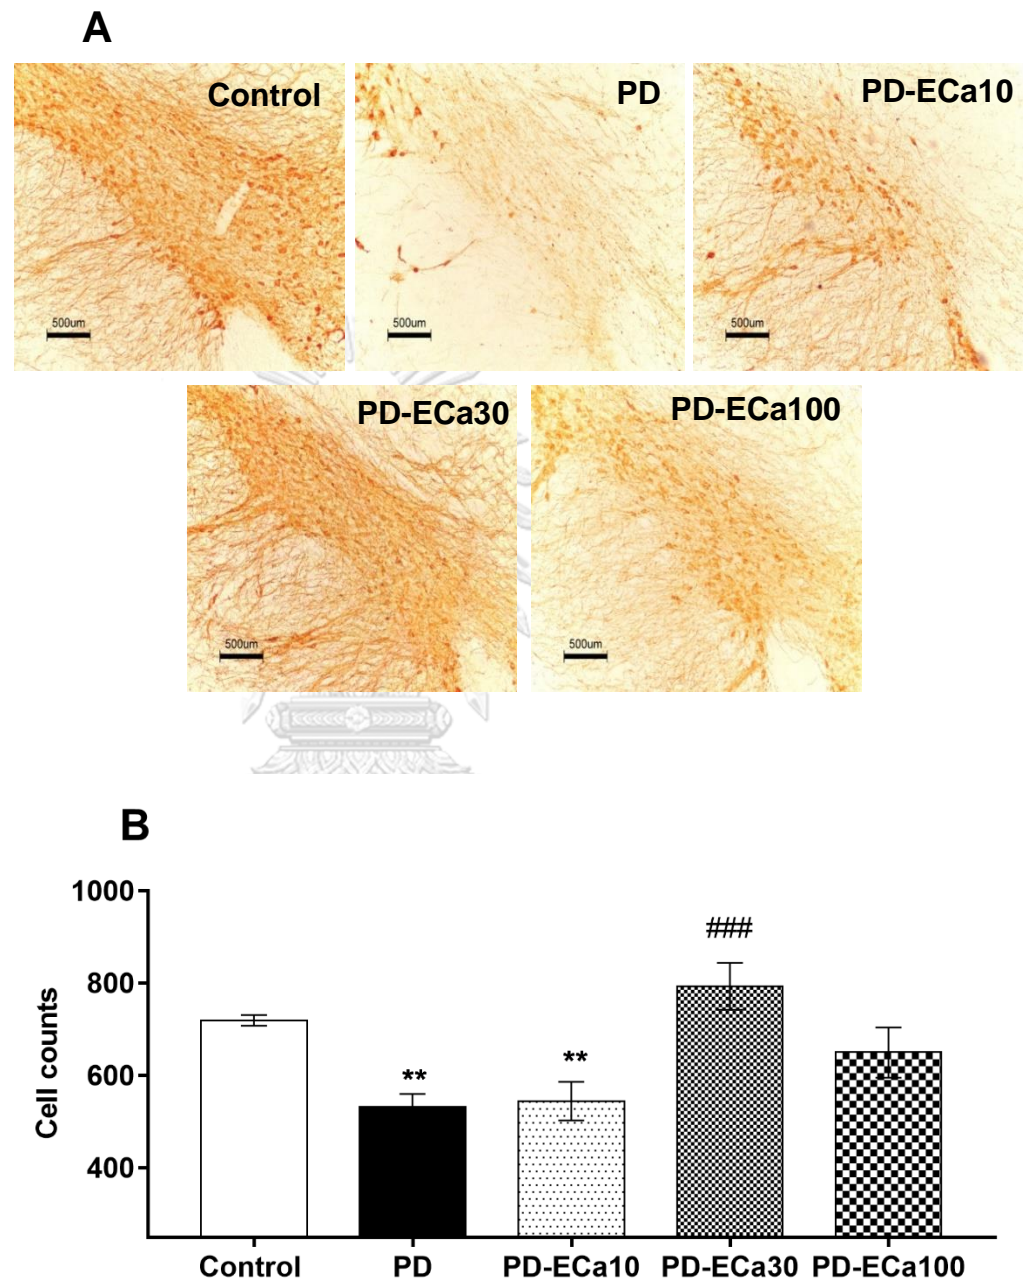 A
Control
PD
PD-ECa10
500um
500um
500um
PD-ECa30
PD-ECa100
500um
500um
B
Cell counts
1000
800
600
400
**
**
###
Control PD PD-ECa10 PD-ECa30 PD-ECa100